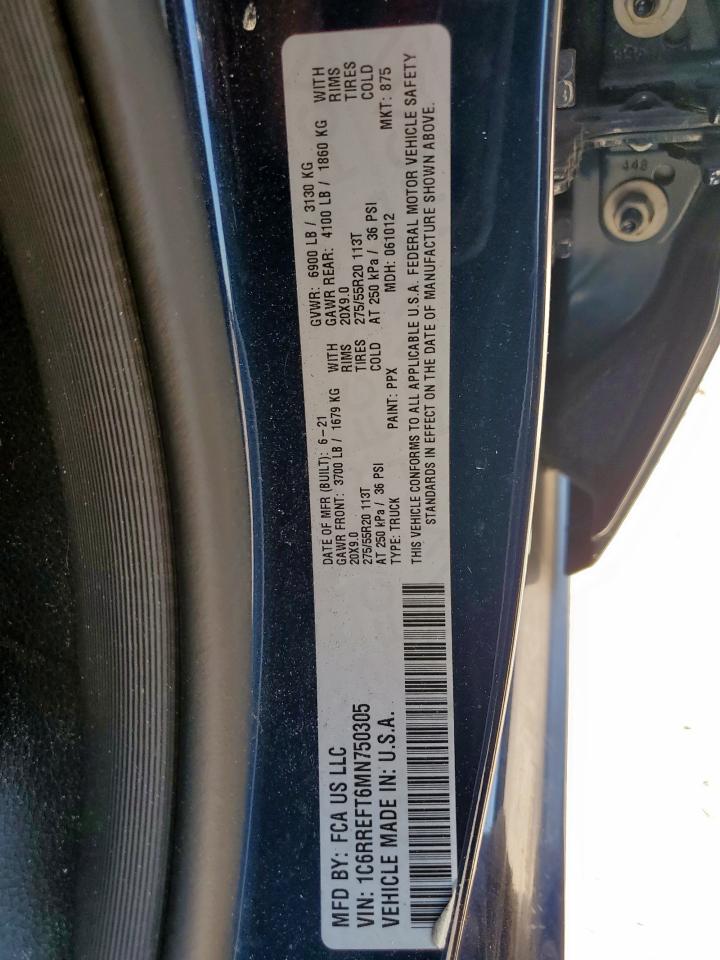 MFD BY: FCA US LLC
VIN: 1C6RREFT6MN750305
VEHICLE MADE IN: U.S.A.
DATE OF MFR (BUILT): 6-21 GVWR: 6900 LB / 3130 KG
GAWR FRONT: 3700 LB / 1679 KG WITH GAWR REAR: 4100 LB / 1860 KG WITH
20X9.0 RIMS 20X9.0 RIMS
275/55R20 113T TIRES 275/55R20 113T TIRES
AT 250 kPa / 36 PSI COLD AT 250 kPa / 36 PSI COLD
TYPE: TRUCK PAINT: PPX MDH: 061012 MKT: 875
THIS VEHICLE CONFORMS TO ALL APPLICABLE U.S.A. FEDERAL MOTOR VEHICLE SAFETY
STANDARDS IN EFFECT ON THE DATE OF MANUFACTURE SHOWN ABOVE.
448